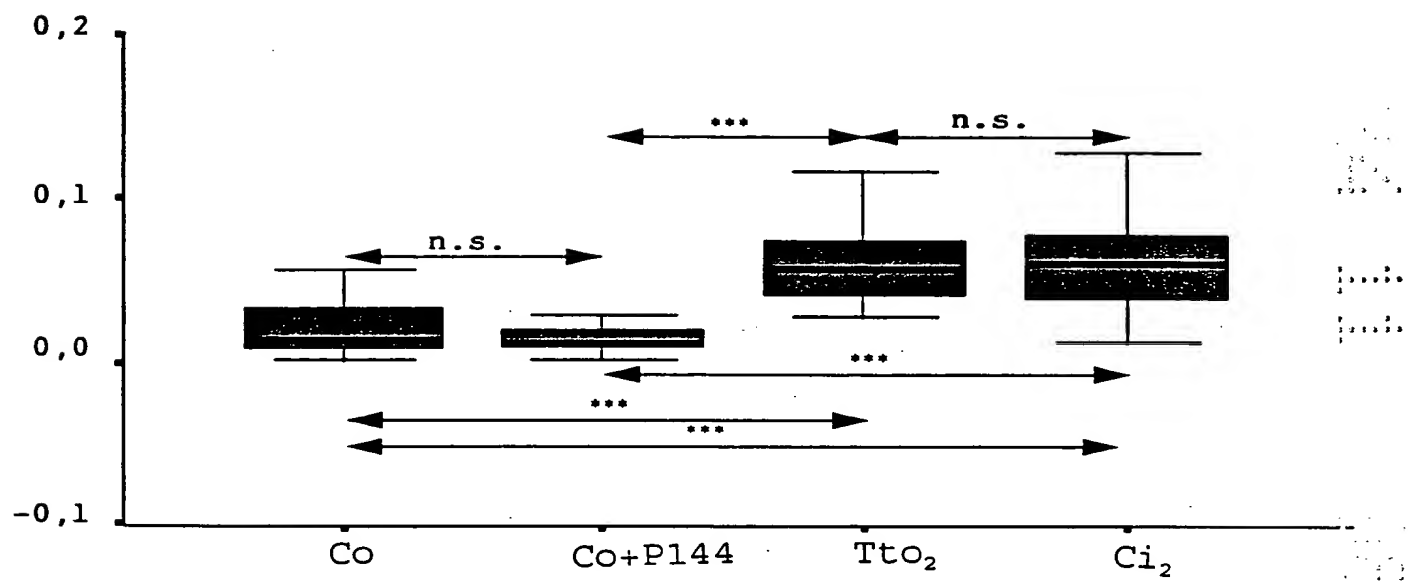 0,2
*** n.s.
0,1
n.s.
0,0
***
***
***
-0,1
Co Co+P144 Tto₂ Ci₂